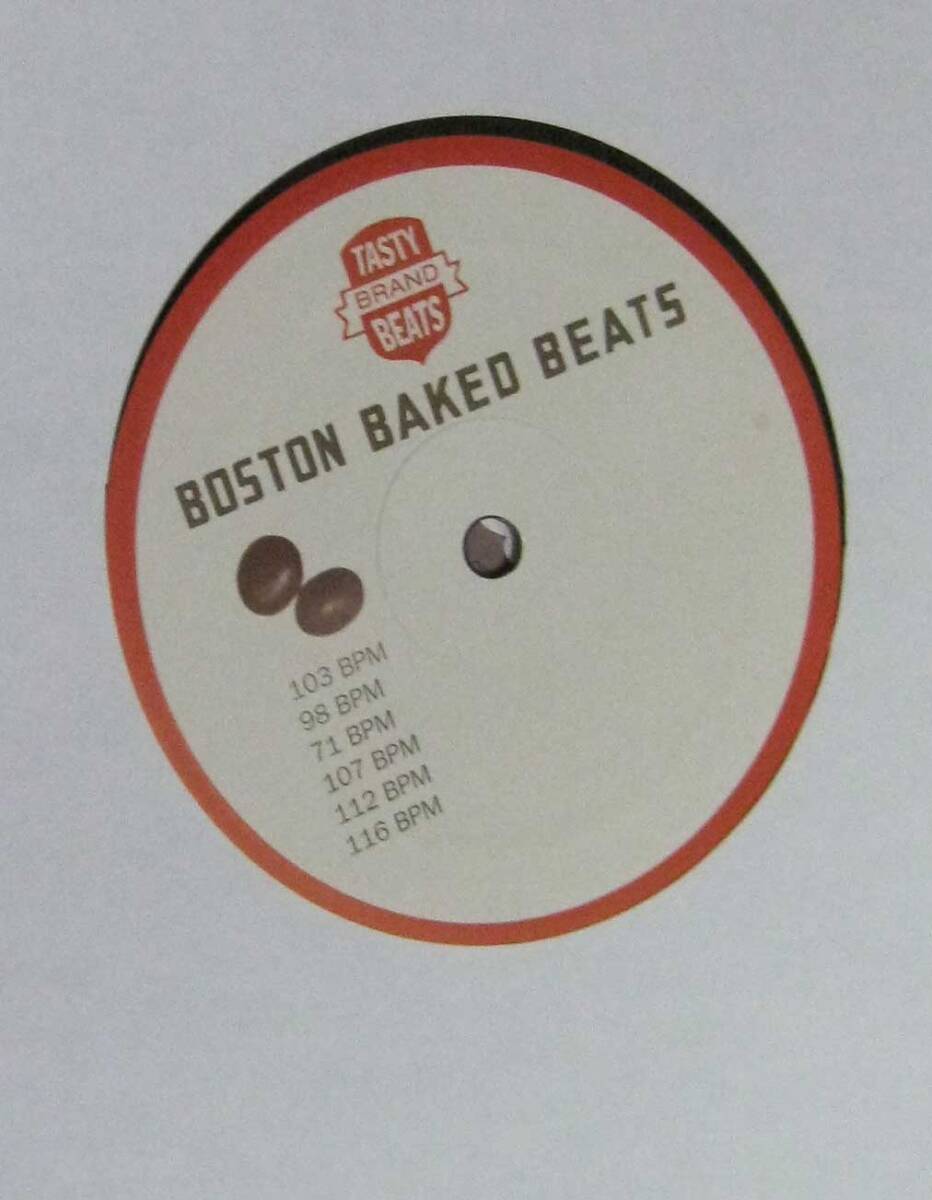 TASTY
BRAND
BEATS
BOSTON BAKED BEATS
103 BPM
98 BPM
71 BPM
107 BPM
112 BPM
116 BPM